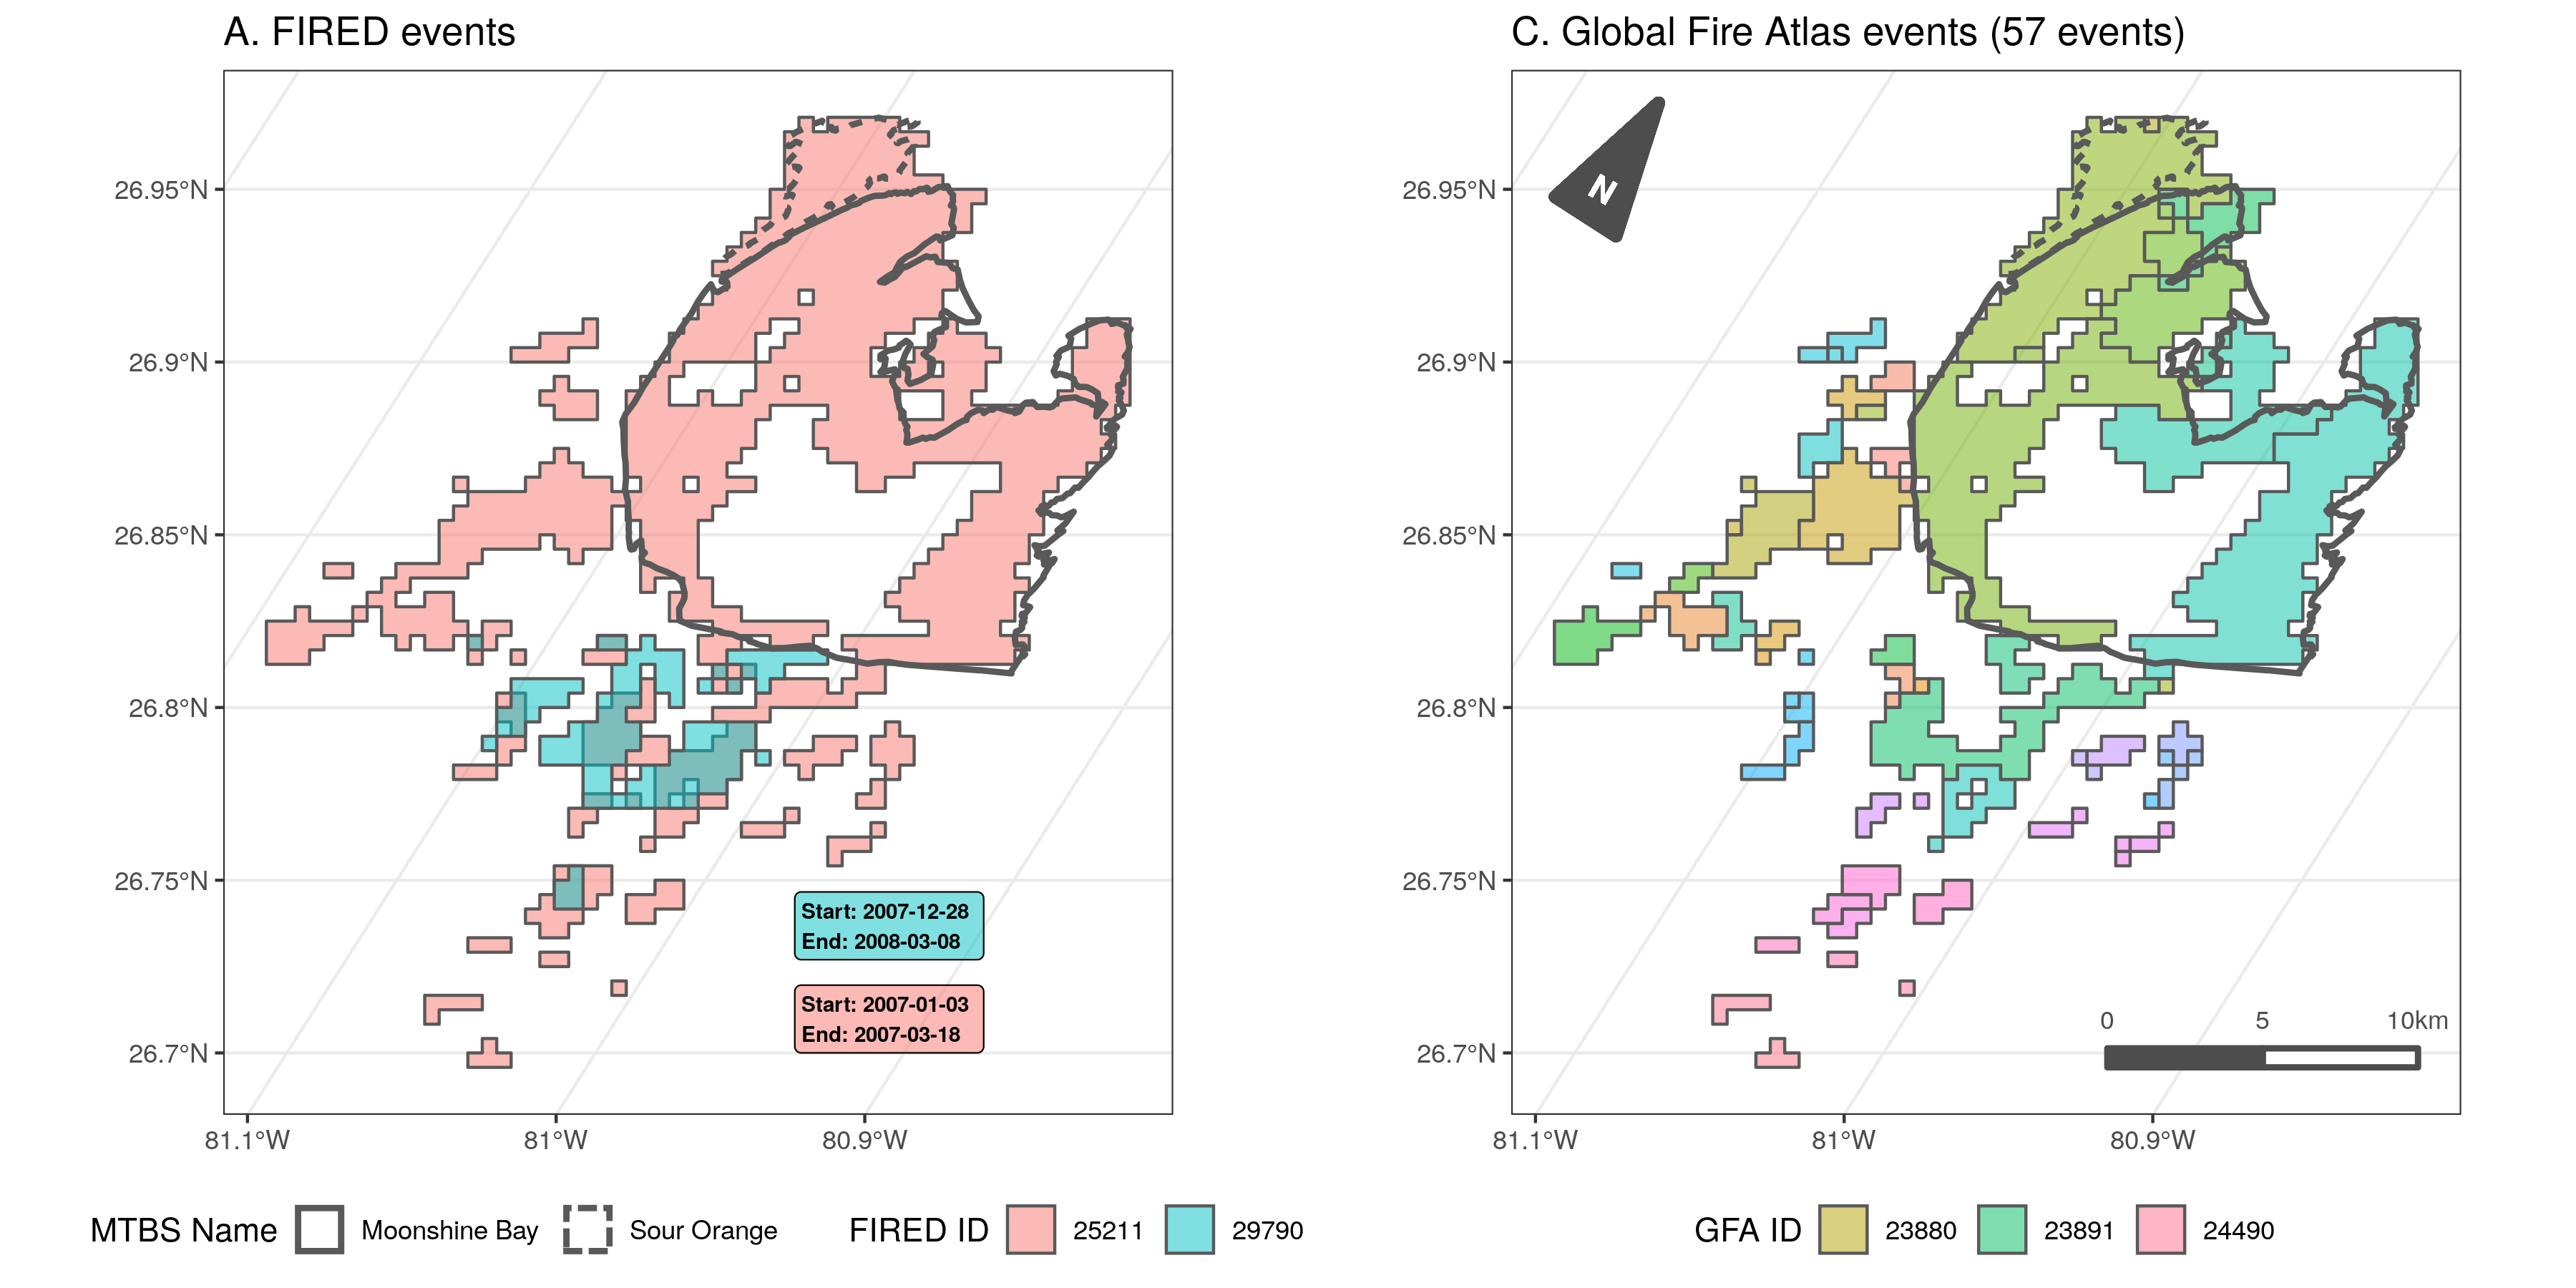 A. FIRED events
26.95°N
26.9°N
26.85°N
26.8°N
26.75°N
26.7°N
81.1°W
81°W
80.9°W
Start: 2007-12-28
End: 2008-03-08
Start: 2007-01-03
End: 2007-03-18
C. Global Fire Atlas events (57 events)
N
26.95°N
26.9°N
26.85°N
26.8°N
26.75°N
26.7°N
0 5 10km
81.1°W
81°W
80.9°W
MTBS Name Moonshine Bay Sour Orange FIRED ID 25211 29790
GFA ID 23880 23891 24490